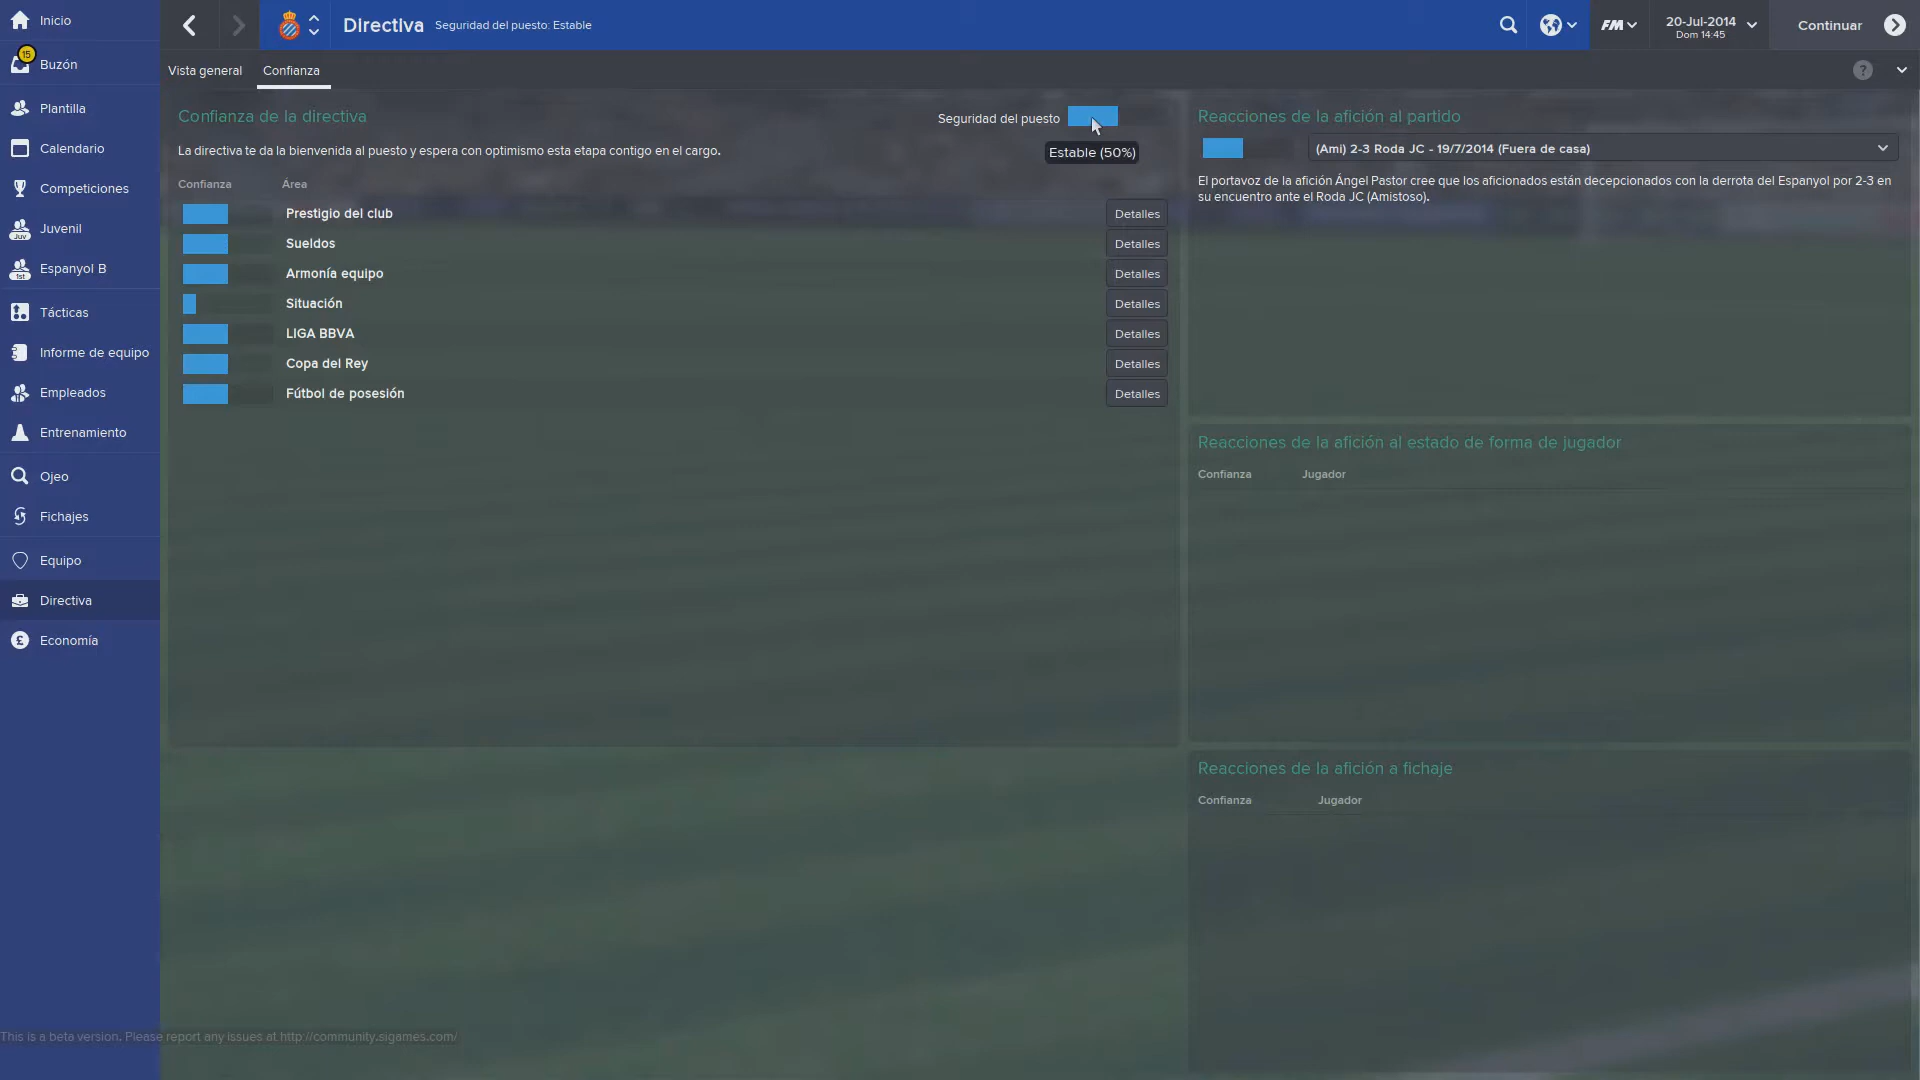 Inicio
15
Buzón
Plantilla
Calendario
Competiciones
Juv
Juvenil
1st
Espanyol B
Tácticas
Informe de equipo
Empleados
Entrenamiento
Ojeo
Fichajes
Equipo
Directiva
£
Economía
Directiva
Seguridad del puesto: Estable
FM
20-Jul-2014
Dom 14:45
Continuar
Vista general
Confianza
?
Confianza de la directiva
Seguridad del puesto
La directiva te da la bienvenida al puesto y espera con optimismo esta etapa contigo en el cargo.
Estable (50%)
Confianza Área
Prestigio del club Detalles
Sueldos Detalles
Armonía equipo Detalles
Situación Detalles
LIGA BBVA Detalles
Copa del Rey Detalles
Fútbol de posesión Detalles
Reacciones de la afición al partido
(Ami) 2-3 Roda JC - 19/7/2014 (Fuera de casa)
El portavoz de la afición Ángel Pastor cree que los aficionados están decepcionados con la derrota del Espanyol por 2-3 en
su encuentro ante el Roda JC (Amistoso).
Reacciones de la afición al estado de forma de jugador
Confianza Jugador
Reacciones de la afición a fichaje
Confianza Jugador
This is a beta version. Please report any issues at http://community.sigames.com/